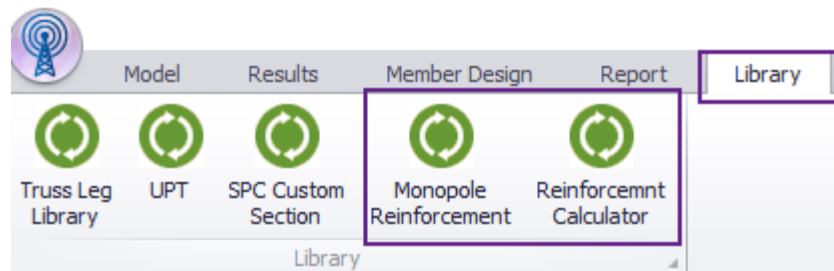 Model Results Member Design Report Library
Truss Leg Library
UPT
SPC Custom Section
Monopole Reinforcement
Reinforcemnt Calculator
Library